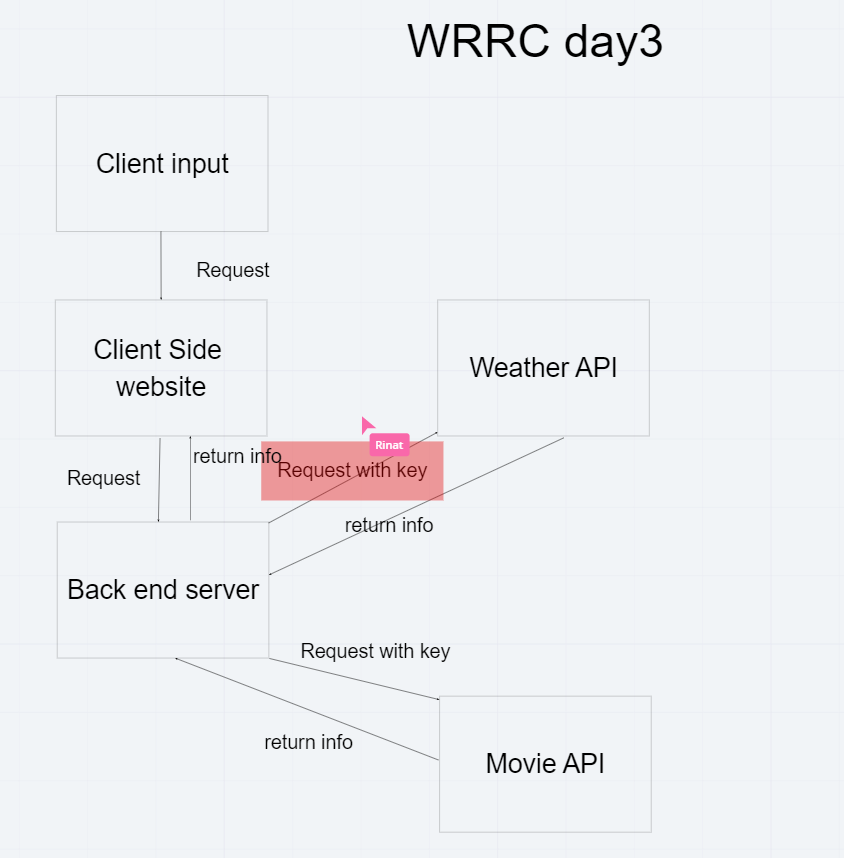 WRRC day3
Client input
Request
Client Side
website
Weather API
Rinat
return info
Request with key
Request
return info
Back end server
Request with key
return info
Movie API